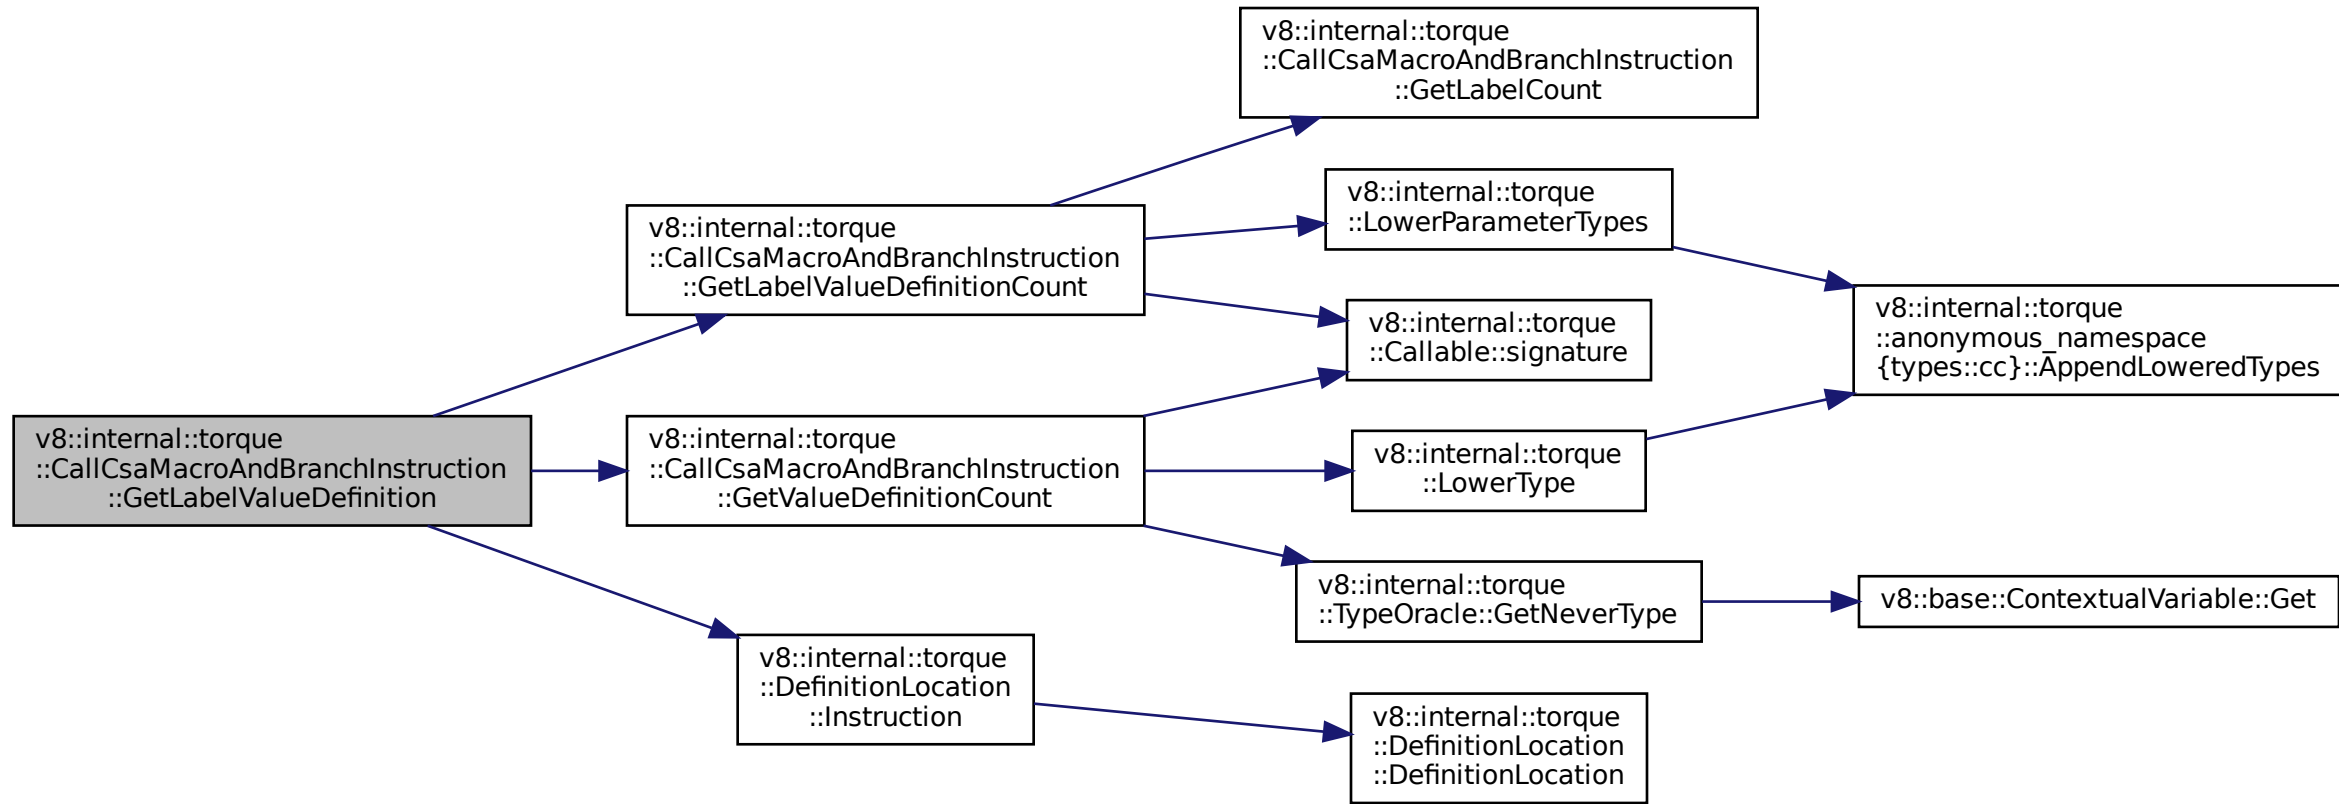 v8::internal::torque
::CallCsaMacroAndBranchInstruction
::GetLabelValueDefinition
v8::internal::torque
::CallCsaMacroAndBranchInstruction
::GetLabelValueDefinitionCount
v8::internal::torque
::CallCsaMacroAndBranchInstruction
::GetLabelCount
v8::internal::torque
::LowerParameterTypes
v8::internal::torque
::Callable::signature
v8::internal::torque
::anonymous_namespace
{types::cc}::AppendLoweredTypes
v8::internal::torque
::CallCsaMacroAndBranchInstruction
::GetValueDefinitionCount
v8::internal::torque
::LowerType
v8::internal::torque
::TypeOracle::GetNeverType
v8::base::ContextualVariable::Get
v8::internal::torque
::DefinitionLocation
::Instruction
v8::internal::torque
::DefinitionLocation
::DefinitionLocation